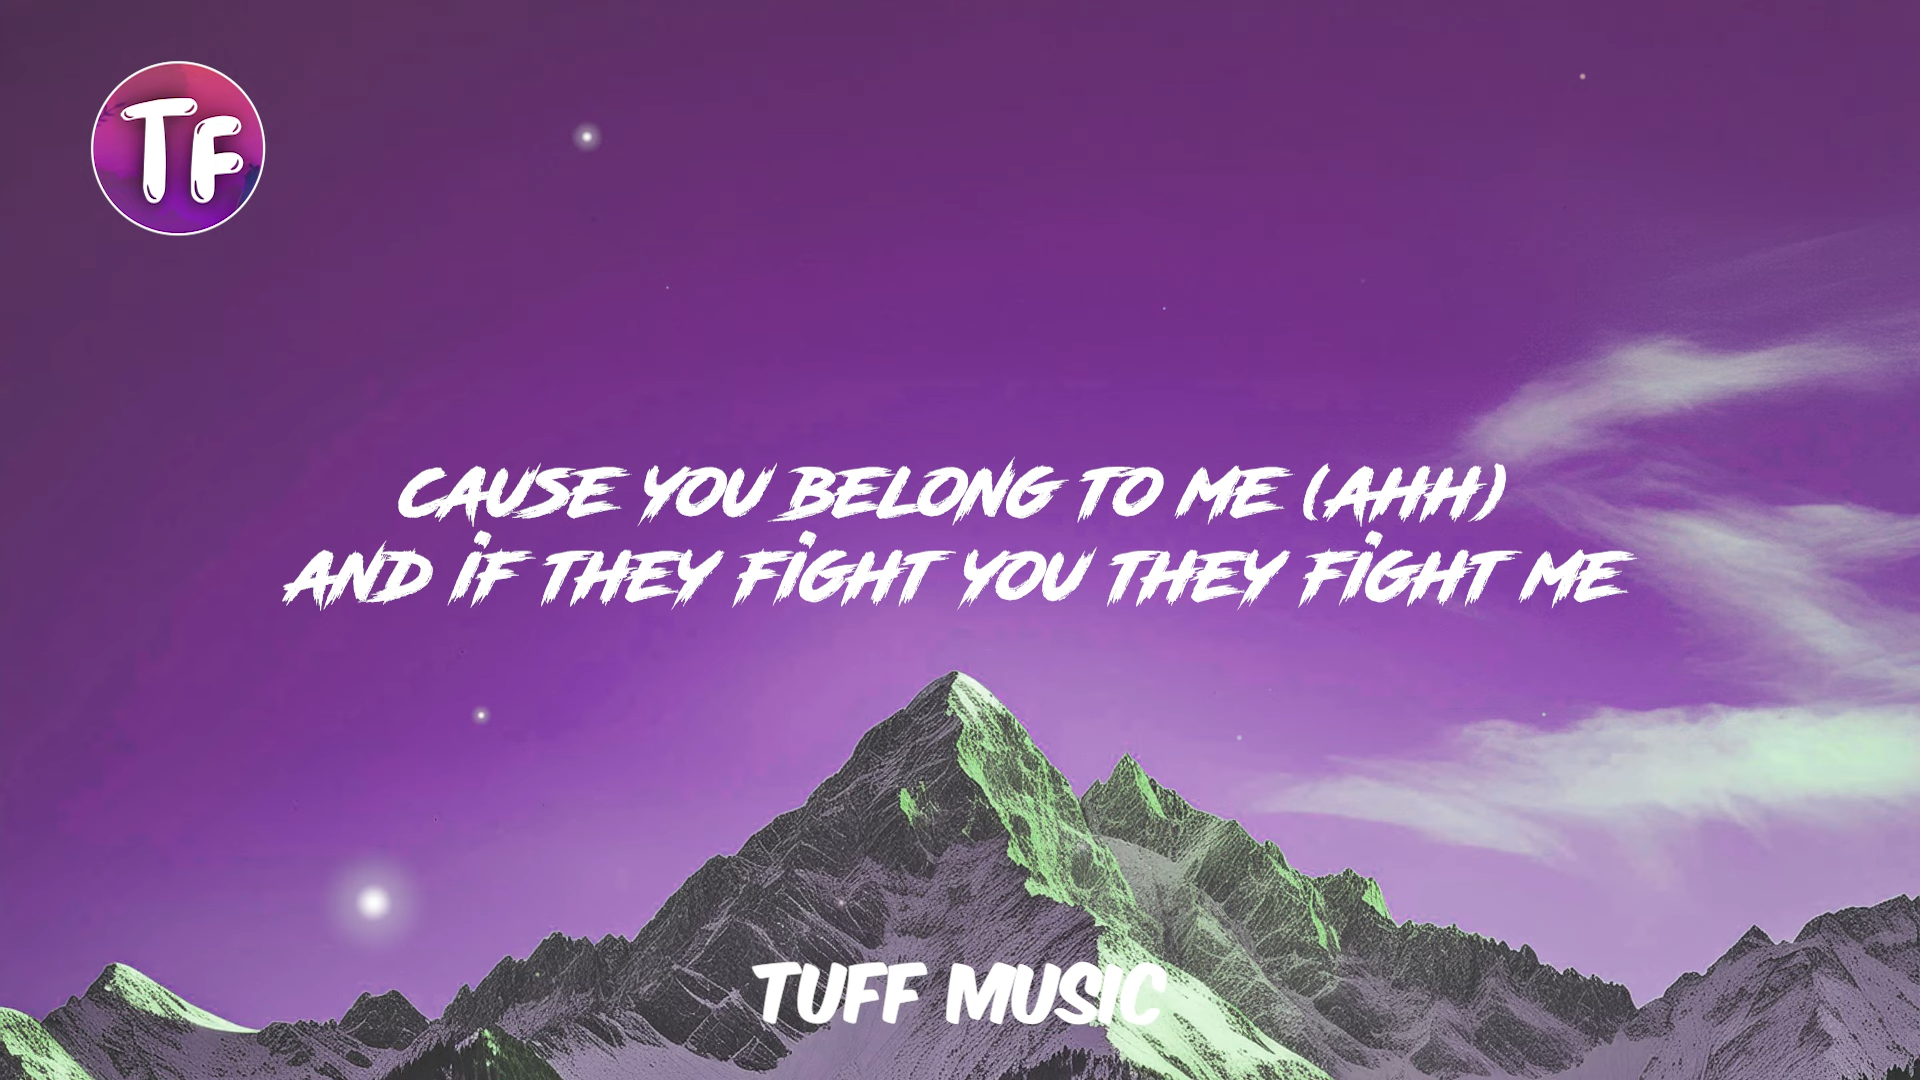 TF
CAUSE YOU BELONG TO ME (AHH)
AND IF THEY FIGHT YOU THEY FIGHT ME
TUFF MUSIC